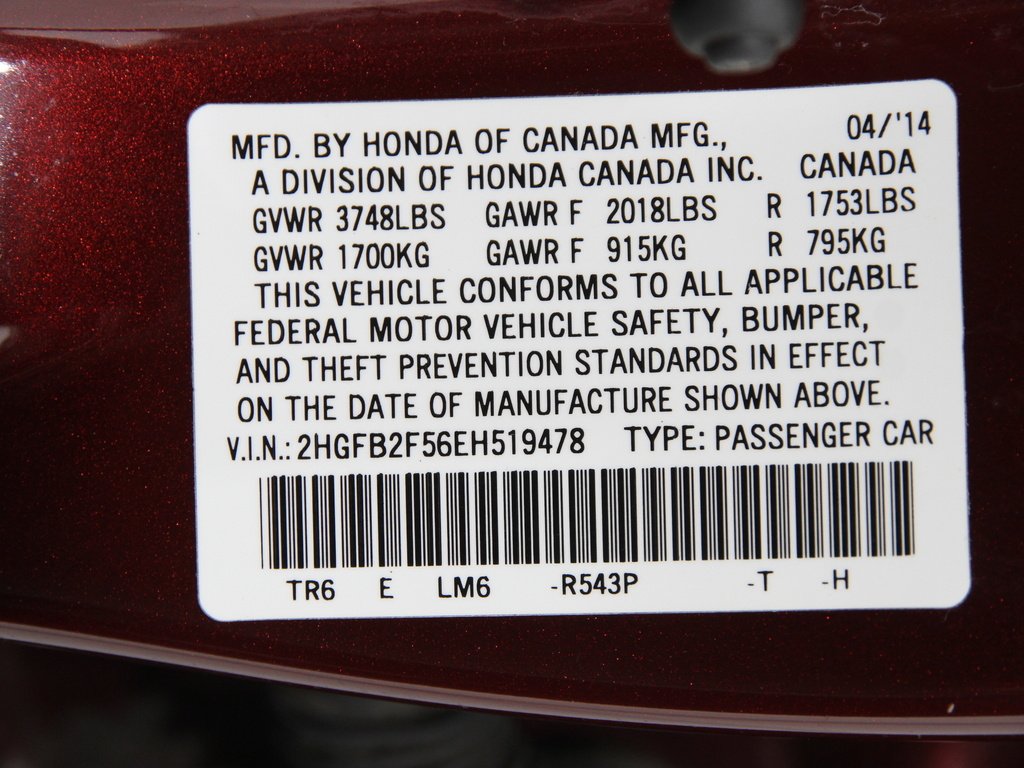 MFD. BY HONDA OF CANADA MFG., 04/'14
A DIVISION OF HONDA CANADA INC. CANADA
GVWR 3748LBS GAWR F 2018LBS R 1753LBS
GVWR 1700KG GAWR F 915KG R 795KG
THIS VEHICLE CONFORMS TO ALL APPLICABLE
FEDERAL MOTOR VEHICLE SAFETY, BUMPER,
AND THEFT PREVENTION STANDARDS IN EFFECT
ON THE DATE OF MANUFACTURE SHOWN ABOVE.
V.I.N.: 2HGFB2F56EH519478 TYPE: PASSENGER CAR
TR6 E LM6 -R543P -T -H